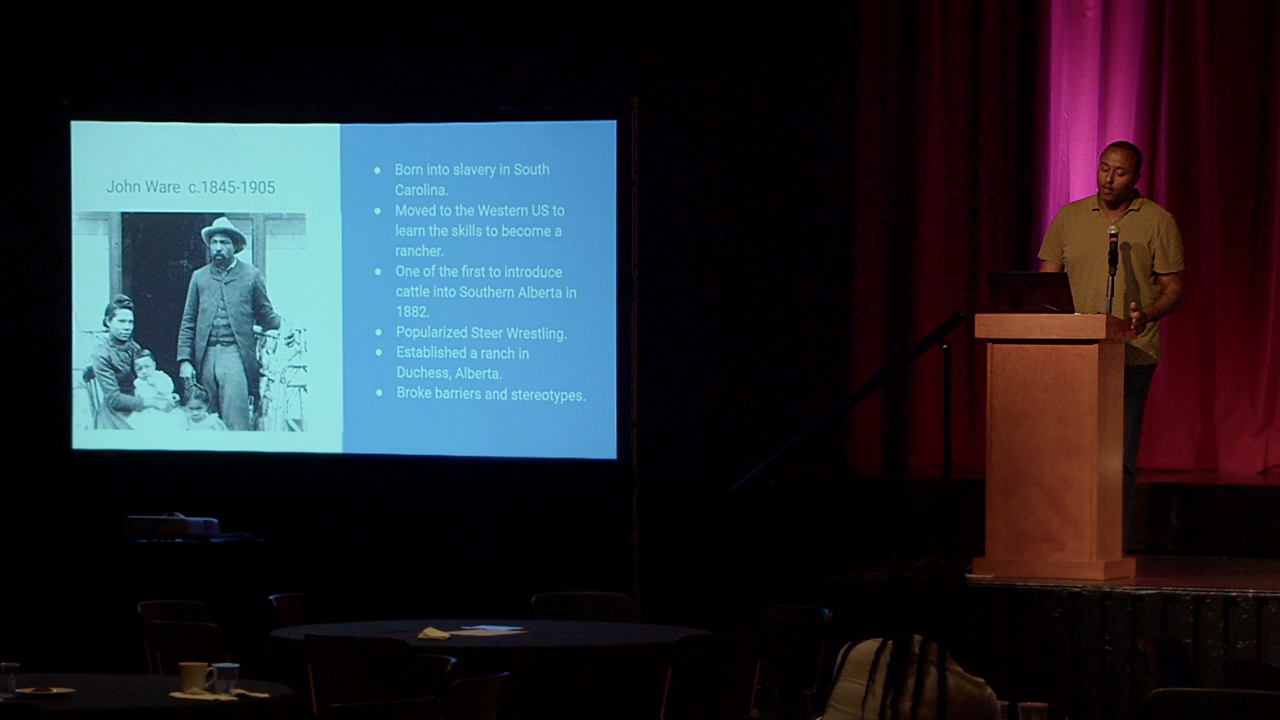 John Ware c.1845-1905
● Born into slavery in South
Carolina.
● Moved to the Western US to
learn the skills to become a
rancher.
● One of the first to introduce
cattle into Southern Alberta in
1882.
● Popularized Steer Wrestling.
● Established a ranch in
Duchess, Alberta.
● Broke barriers and stereotypes.